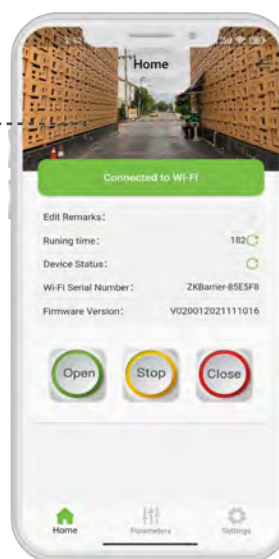 Home
Connected to Wi-Fi
Edit Remarks:
Runing time: 182
Device Status:
Wi-Fi Serial Number: ZKBarrier-85E5F8
Firmware Version: V020012021111016
Open Stop Close
Home Parameters Settings